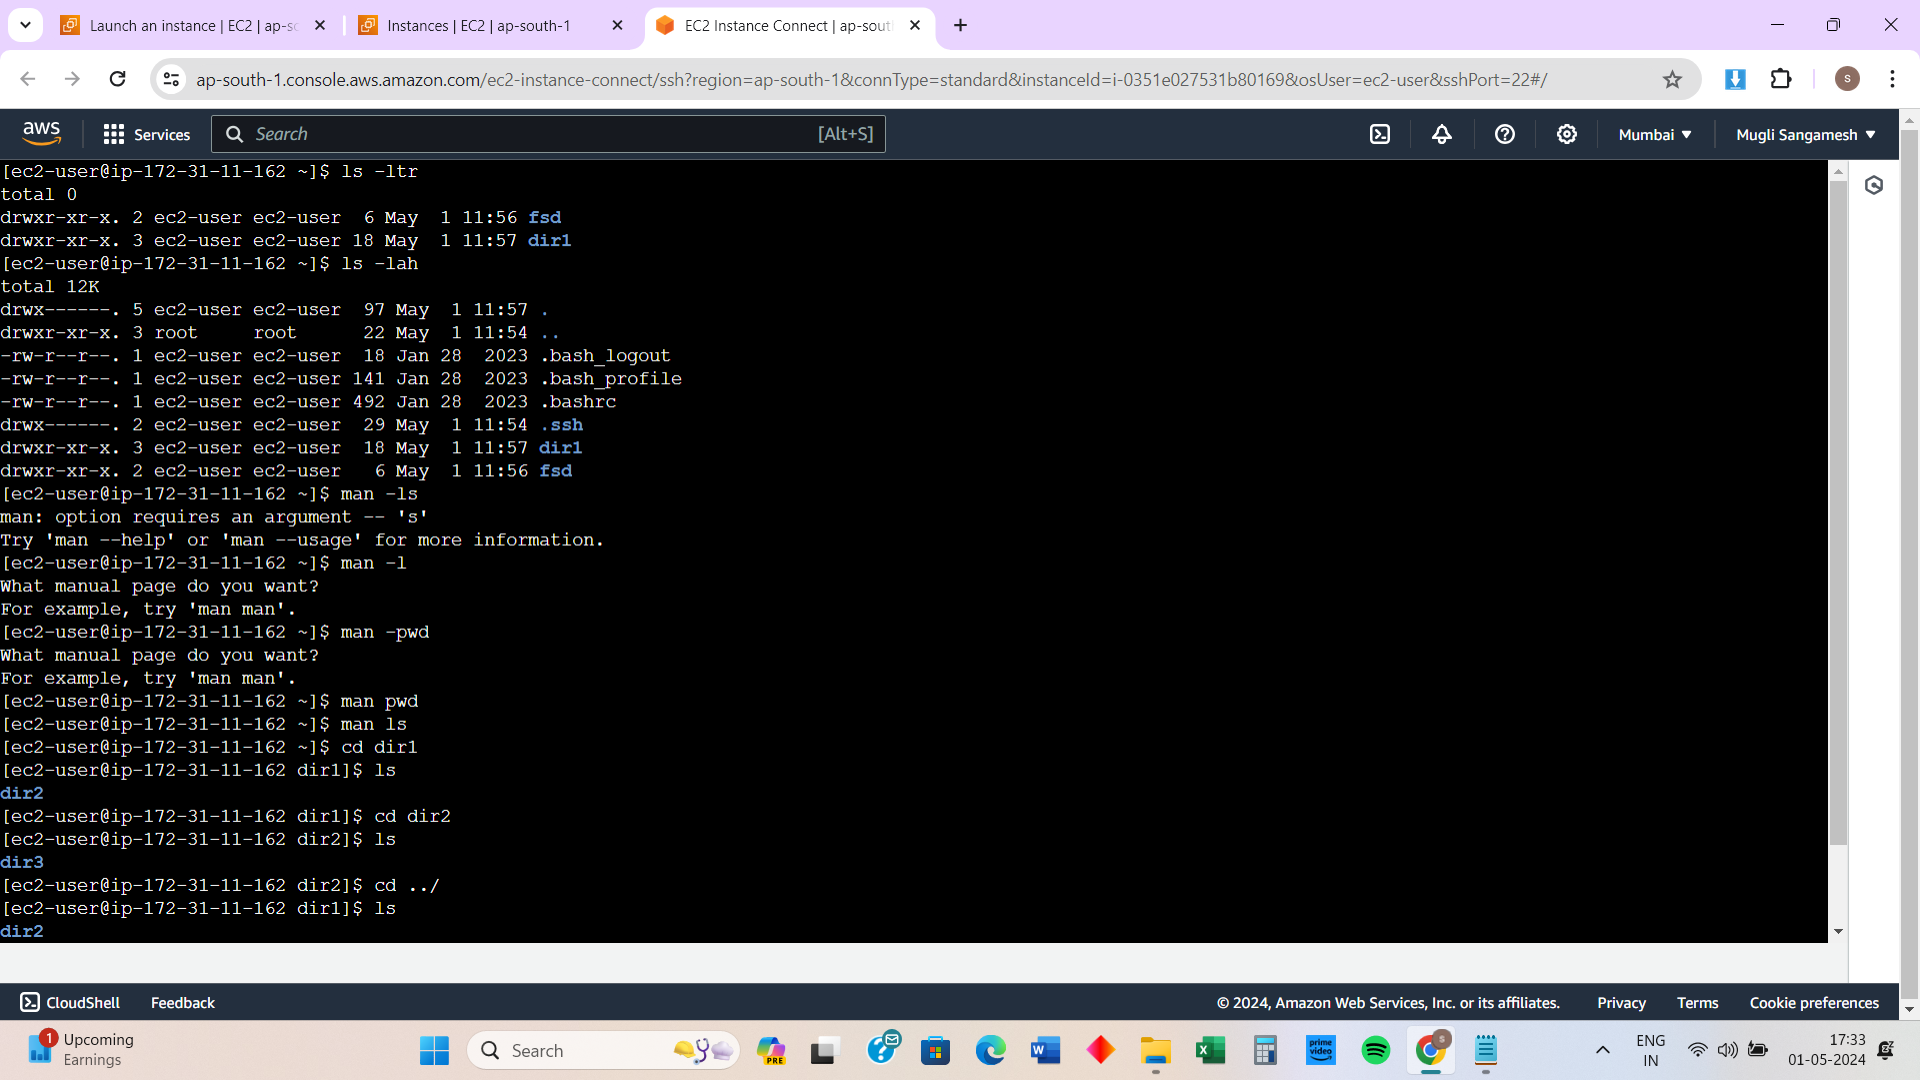 Launch an instance | EC2 | ap-so
Instances | EC2 | ap-south-1
EC2 Instance Connect | ap-sout
ap-south-1.console.aws.amazon.com/ec2-instance-connect/ssh?region=ap-south-1&connType=standard&instanceId=i-0351e027531b80169&osUser=ec2-user&sshPort=22#/
S
aws
Services
Search
[Alt+S]
Mumbai
Mugli Sangamesh
[ec2-user@ip-172-31-11-162 ~]$ ls -ltr
total 0
drwxr-xr-x. 2 ec2-user ec2-user  6 May  1 11:56 fsd
drwxr-xr-x. 3 ec2-user ec2-user 18 May  1 11:57 dir1
[ec2-user@ip-172-31-11-162 ~]$ ls -lah
total 12K
drwx------. 5 ec2-user ec2-user  97 May  1 11:57 .
drwxr-xr-x. 3 root     root      22 May  1 11:54 ..
-rw-r--r--. 1 ec2-user ec2-user  18 Jan 28  2023 .bash_logout
-rw-r--r--. 1 ec2-user ec2-user 141 Jan 28  2023 .bash_profile
-rw-r--r--. 1 ec2-user ec2-user 492 Jan 28  2023 .bashrc
drwx------. 2 ec2-user ec2-user  29 May  1 11:54 .ssh
drwxr-xr-x. 3 ec2-user ec2-user  18 May  1 11:57 dir1
drwxr-xr-x. 2 ec2-user ec2-user   6 May  1 11:56 fsd
[ec2-user@ip-172-31-11-162 ~]$ man -ls
man: option requires an argument -- 's'
Try 'man --help' or 'man --usage' for more information.
[ec2-user@ip-172-31-11-162 ~]$ man -l
What manual page do you want?
For example, try 'man man'.
[ec2-user@ip-172-31-11-162 ~]$ man -pwd
What manual page do you want?
For example, try 'man man'.
[ec2-user@ip-172-31-11-162 ~]$ man pwd
[ec2-user@ip-172-31-11-162 ~]$ man ls
[ec2-user@ip-172-31-11-162 ~]$ cd dir1
[ec2-user@ip-172-31-11-162 dir1]$ ls
dir2
[ec2-user@ip-172-31-11-162 dir1]$ cd dir2
[ec2-user@ip-172-31-11-162 dir2]$ ls
dir3
[ec2-user@ip-172-31-11-162 dir2]$ cd ../
[ec2-user@ip-172-31-11-162 dir1]$ ls
dir2
CloudShell
Feedback
© 2024, Amazon Web Services, Inc. or its affiliates.
Privacy
Terms
Cookie preferences
1
Upcoming
Earnings
Search
PRE
prime video
ENG
IN
17:33
01-05-2024